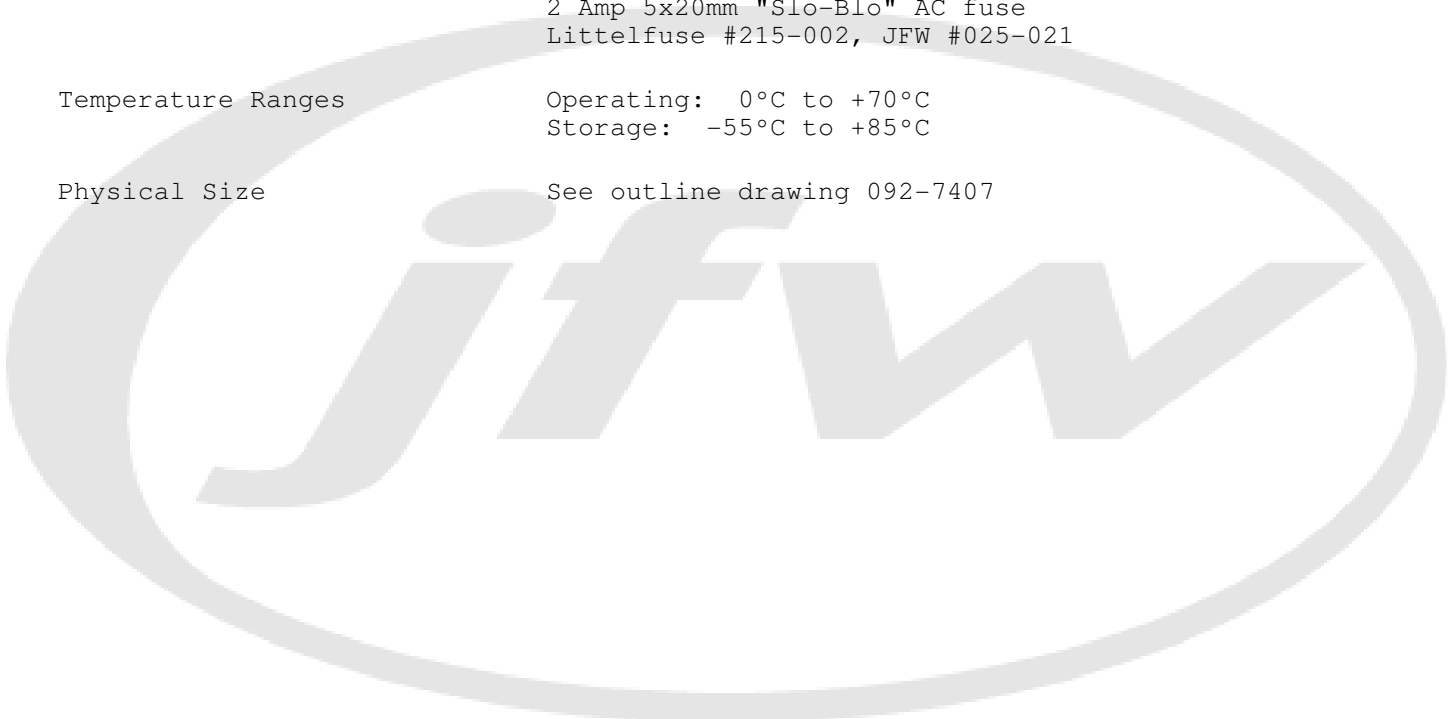 2 Amp 5x20mm "Slo-Blo" AC fuse
Littelfuse #215-002, JFW #025-021
Temperature Ranges Operating: 0°C to +70°C
Storage: -55°C to +85°C
Physical Size See outline drawing 092-7407
jfw